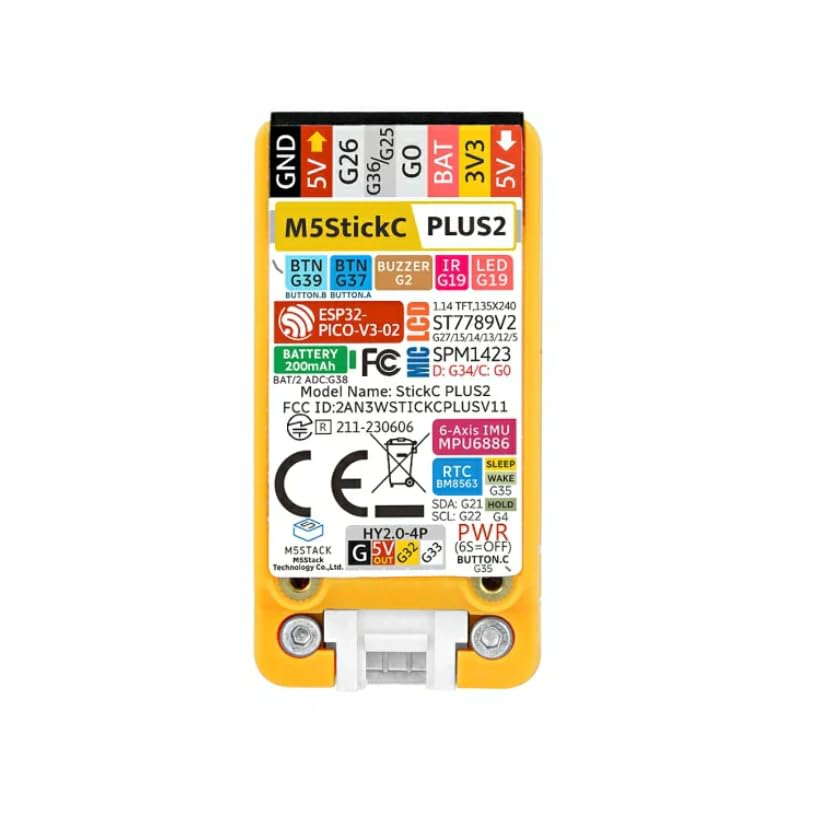 GND 5V G26 G36/G25 G0 BAT 3V3 5V
M5StickC PLUS2
BTN G39 BTN G37 BUZZER G2 IR G19 LED G19
BUTTON.B BUTTON.A
ESP32-PICO-V3-02
LCD 1.14 TFT,135X240
ST7789V2
G27/15/14/13/12/5
BATTERY 200mAh
FC
MIC SPM1423
D: G34/C: G0
BAT/2 ADC:G38
Model Name: StickC PLUS2
FCC ID:2AN3WSTICKCPLUSV11
R 211-230606
6-Axis IMU
MPU6886
CE
RTC
BM8563
SLEEP
WAKE
G35
SDA: G21
SCL: G22
HOLD
G4
M5STACK
M5Stack
Technology Co.,Ltd.
HY2.0-4P
G 5V OUT G32 G33
PWR
(6S=OFF)
BUTTON.C
G35